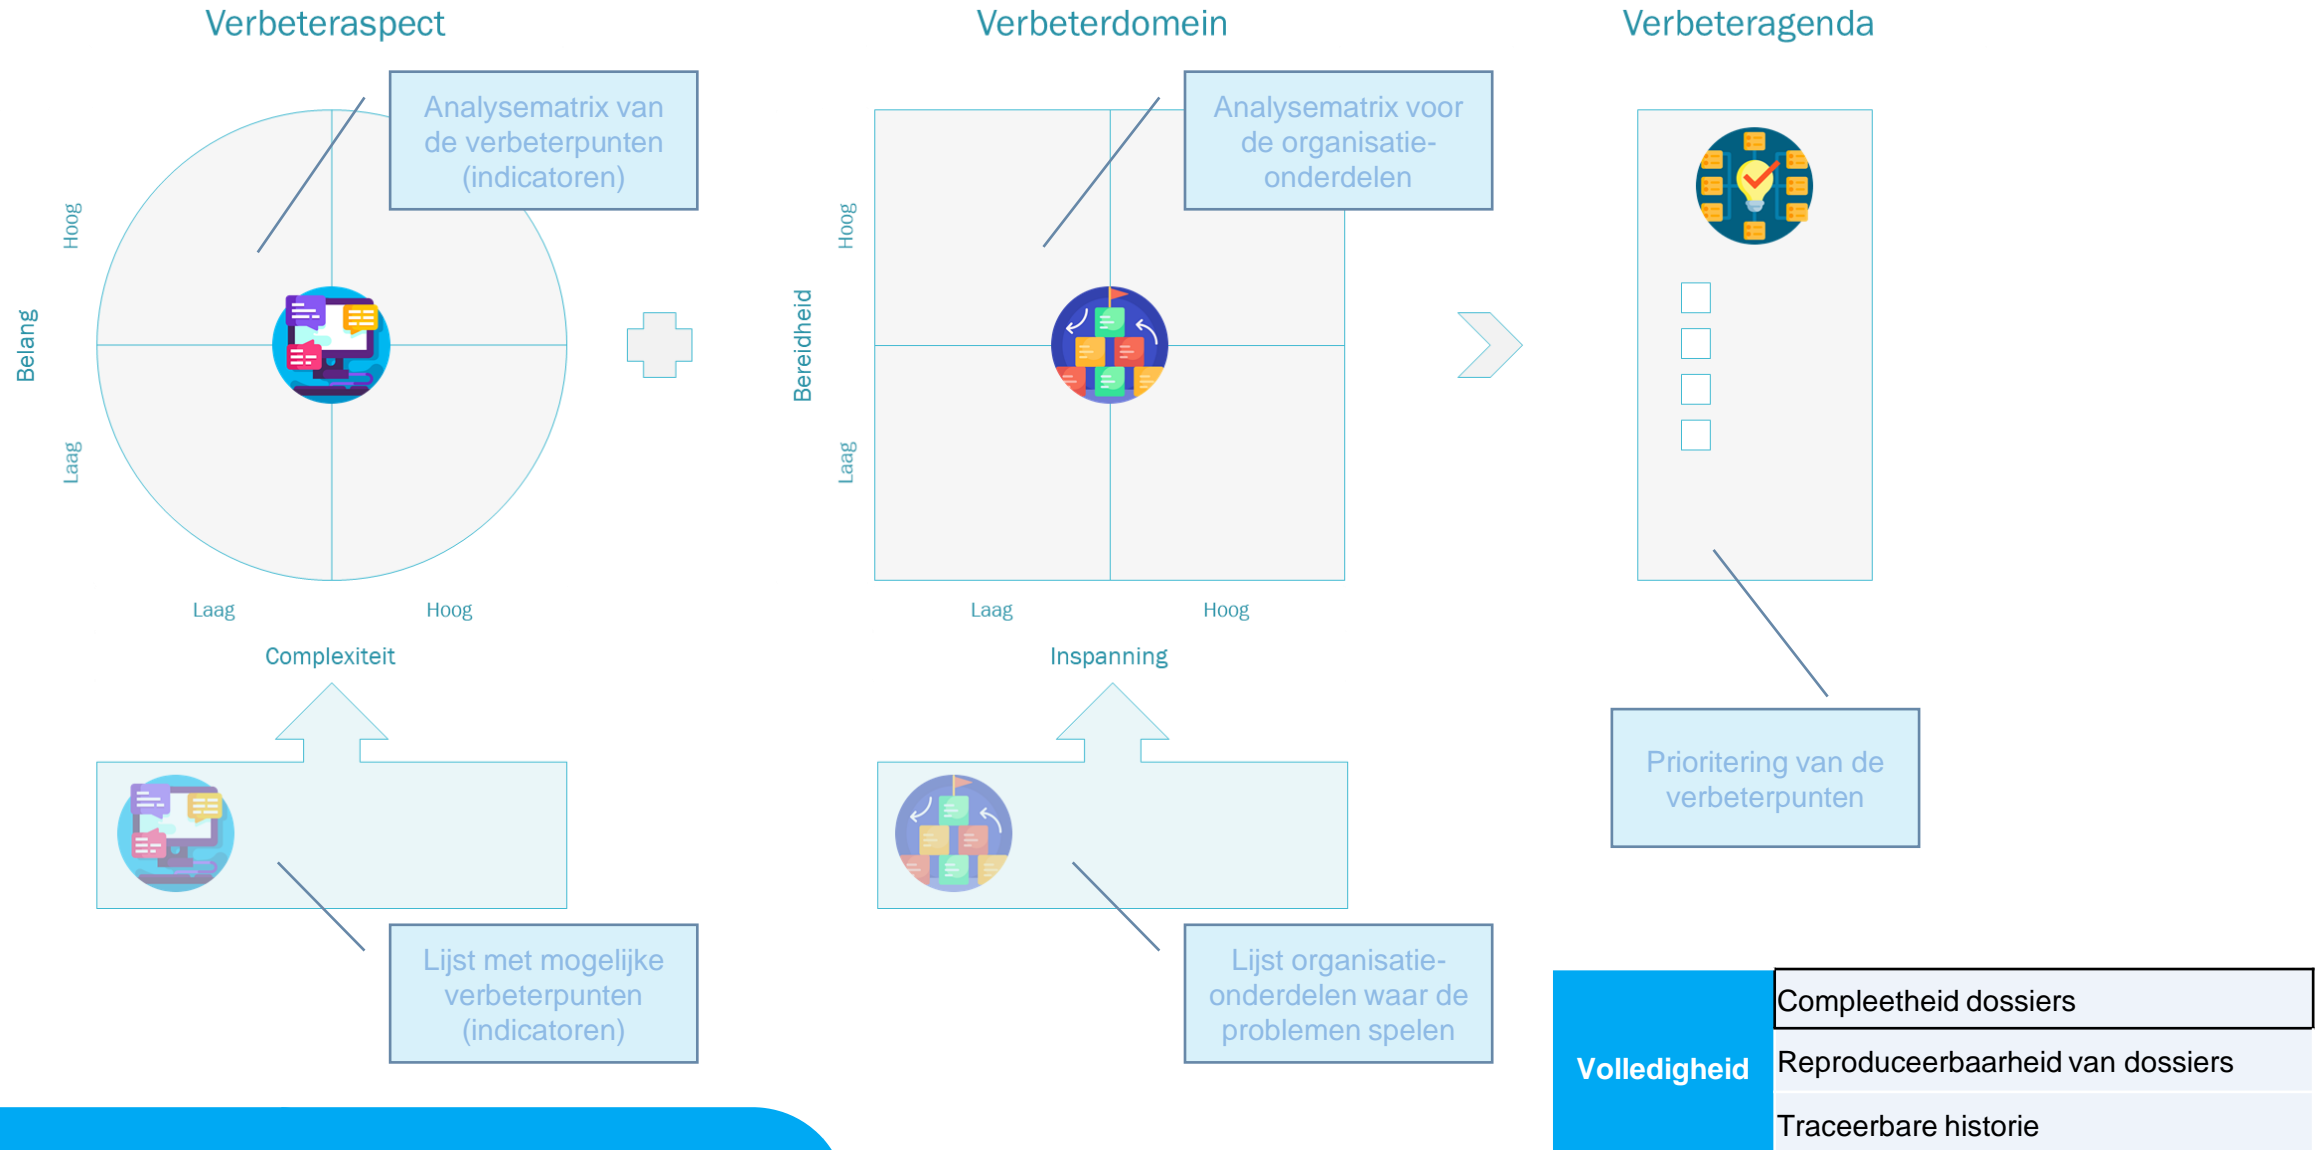 Verbeteraspect
Verbeterdomein
Verbeteragenda
Analysematrix van
de verbeterpunten
(indicatoren)
Analysematrix voor
de organisatie-
onderdelen
Hoog
Belang
Laag
Hoog
Bereidheid
Laag
Laag
Hoog
Complexiteit
Laag
Hoog
Inspanning
Prioritering van de
verbeterpunten
Lijst met mogelijke
verbeterpunten
(indicatoren)
Lijst organisatie-
onderdelen waar de
problemen spelen
Volledigheid
Compleetheid dossiers
Reproduceerbaarheid van dossiers
Traceerbare historie